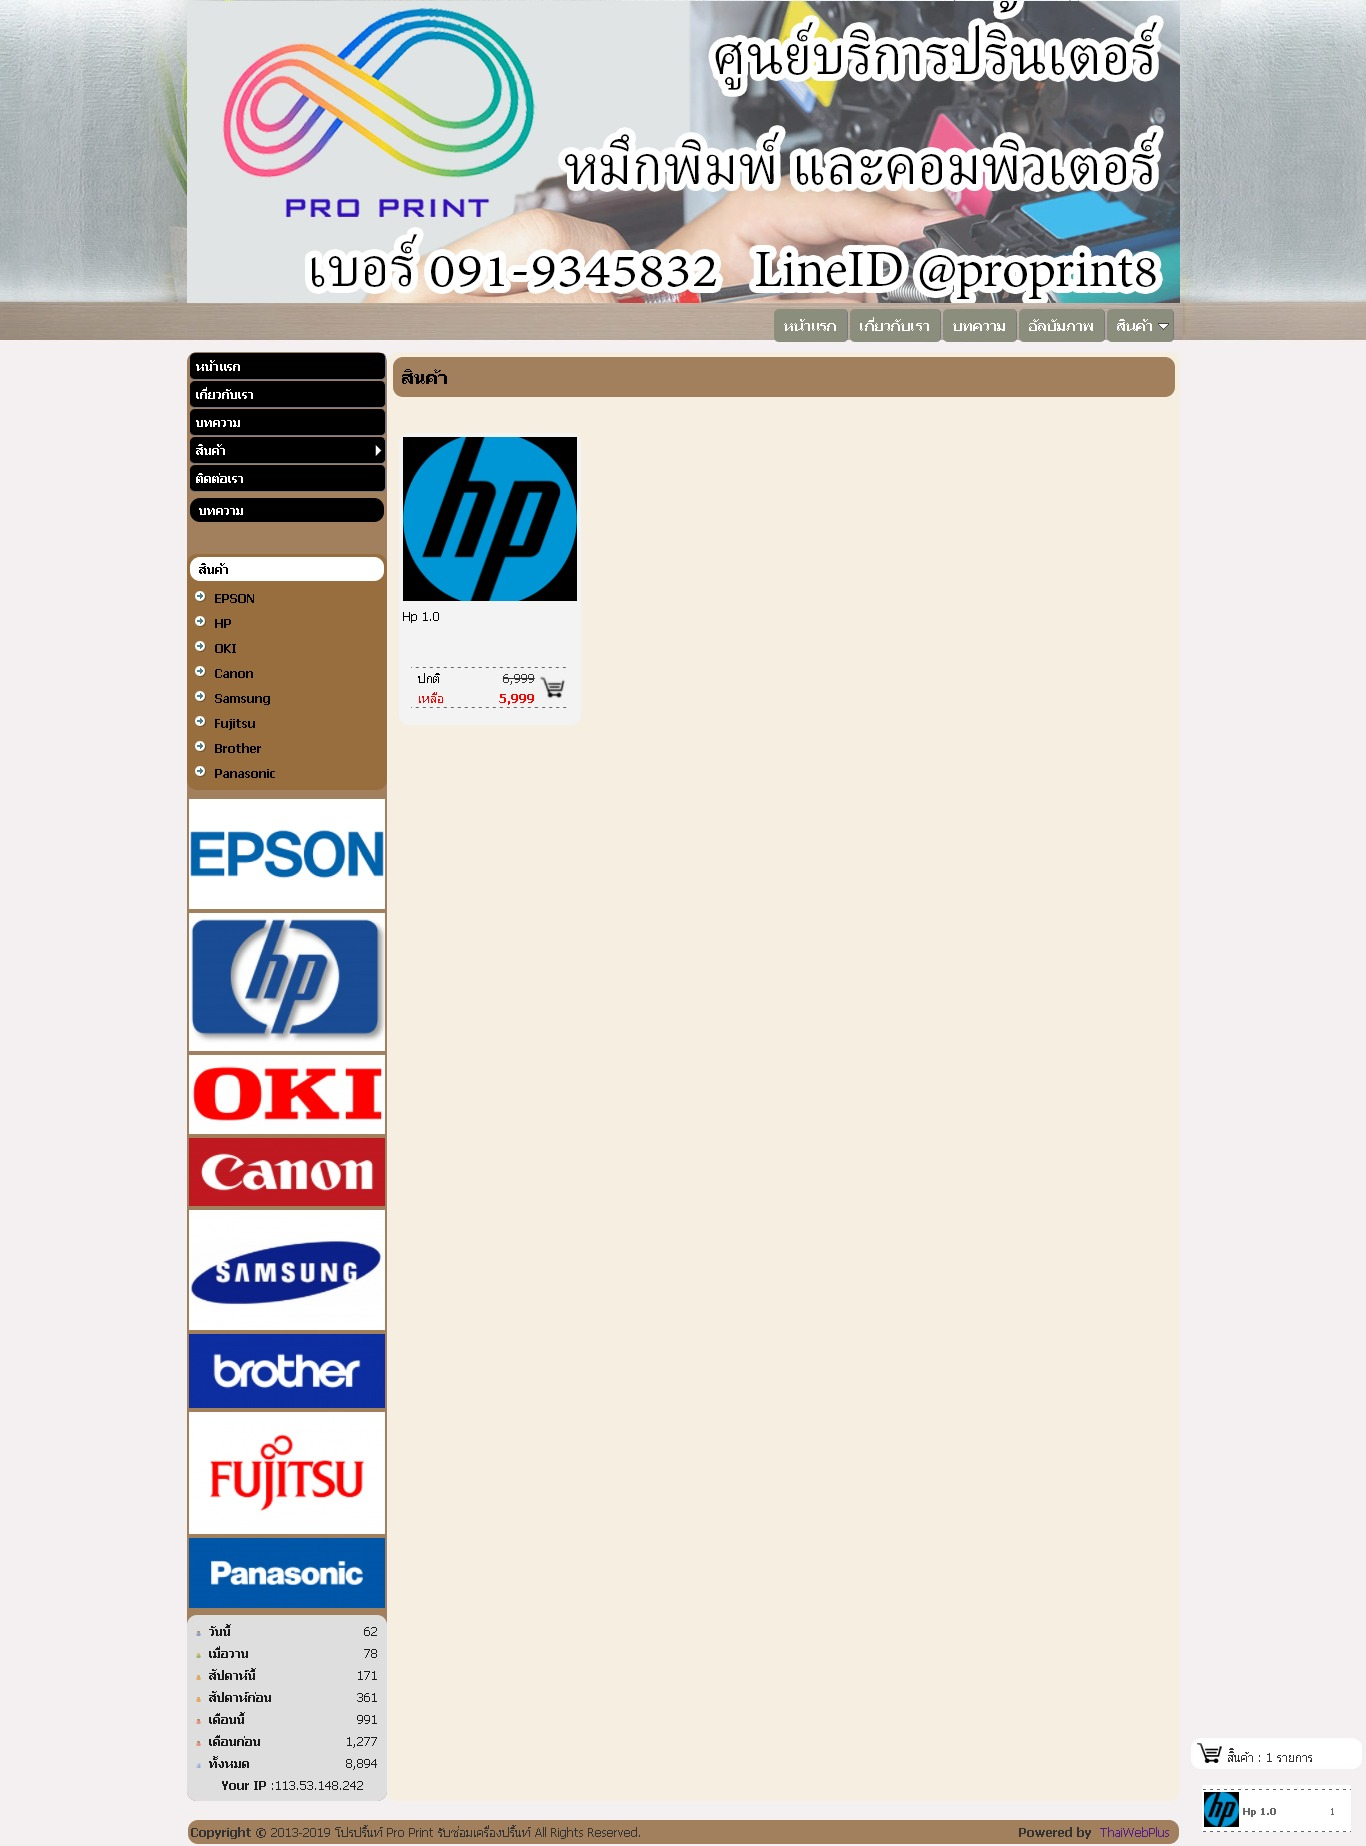 ศูนย์บริการปริ้นเตอร์
หมึกพิมพ์ และคอมพิวเตอร์
PRO PRINT
เบอร์ 091-9345832 LineID @proprint8
หน้าแรก เกี่ยวกับเรา บทความ อัลบัมภาพ สินค้า
หน้าแรก
เกี่ยวกับเรา
บทความ
สินค้า
ติดต่อเรา
บทความ
สินค้า
EPSON
HP
OKI
Canon
Samsung
Fujitsu
Brother
Panasonic
EPSON
hp
OKI
Canon
SAMSUNG
brother
FUJITSU
Panasonic
วันนี้ 62
เมื่อวาน 78
สัปดาห์นี้ 171
สัปดาห์ก่อน 361
เดือนนี้ 991
เดือนก่อน 1,277
ทั้งหมด 8,894
Your IP :113.53.148.242
สินค้า
hp
Hp 1.0
ปกติ 6,999
เหลือ 5,999
สินค้า : 1 รายการ
hp Hp 1.0 1
Copyright © 2013-2019 โปรปริ้นท์ Pro Print รับซ่อมเครื่องปริ้นท์ All Rights Reserved. Powered by ThaiWebPlus